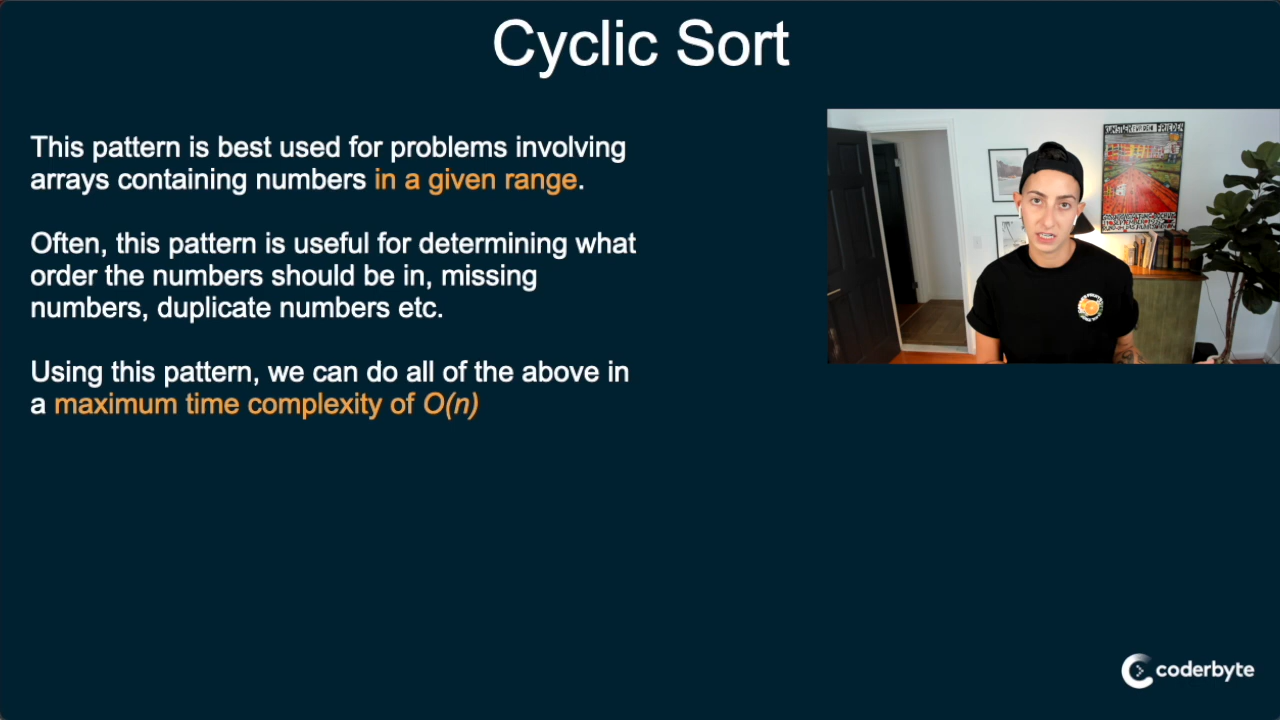 Cyclic Sort
This pattern is best used for problems involving
arrays containing numbers in a given range.
Often, this pattern is useful for determining what
order the numbers should be in, missing
numbers, duplicate numbers etc.
Using this pattern, we can do all of the above in
a maximum time complexity of O(n)
coderbyte